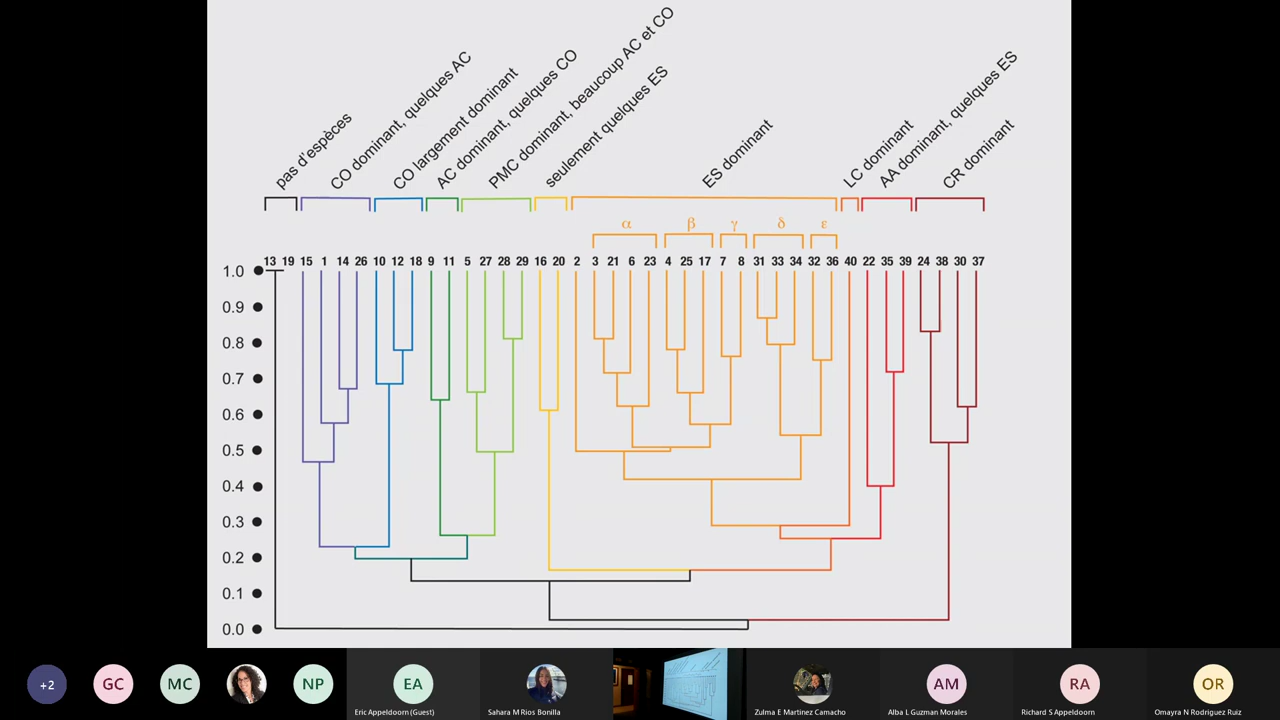 pas d'espèces
CO dominant, quelques AC
CO largement dominant
AC dominant, quelques CO
PMC dominant, beaucoup AC et CO
seulement quelques ES
ES dominant
LC dominant
AA dominant, quelques ES
CR dominant
α β γ δ ε
13 19 15 1 14 26 10 12 18 9 11 5 27 28 29 16 20 2 3 21 6 23 4 25 17 7 8 31 33 34 32 36 40 22 35 39 24 38 30 37
1.0
0.9
0.8
0.7
0.6
0.5
0.4
0.3
0.2
0.1
0.0
+2 GC MC NP EA AM RA OR
Eric Appeldoorn (Guest) Sahara M Rios Bonilla Zulma E Martinez Camacho Alba L Guzman Morales Richard S Appeldoorn Omayra N Rodriguez Ruiz